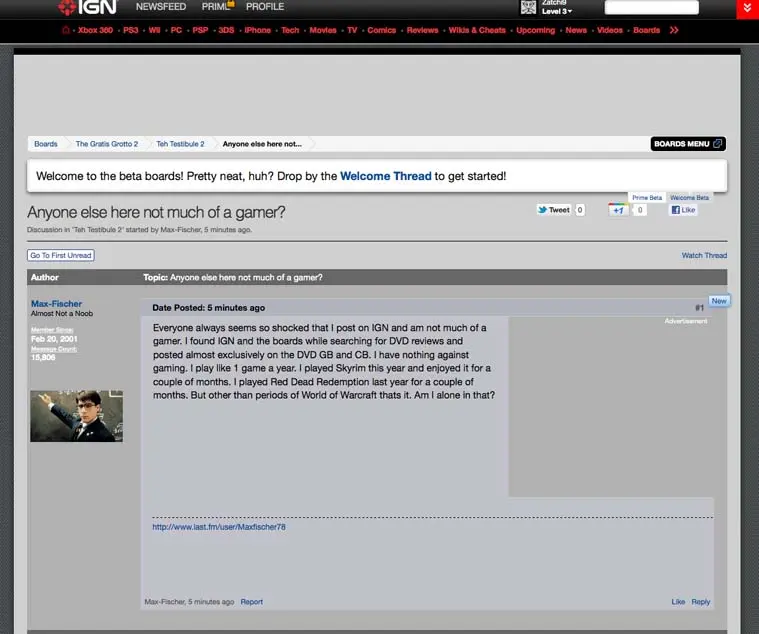 IGN NEWSFEED PRIME PROFILE Zatchi9
Level 3
Xbox 360 • PS3 • Wii • PC • PSP • 3DS • iPhone • Tech • Movies • TV • Comics • Reviews • Wikis & Cheats • Upcoming • News • Videos • Boards
Boards The Gratis Grotto 2 Teh Testibule 2 Anyone else here not... BOARDS MENU
Welcome to the beta boards! Pretty neat, huh? Drop by the Welcome Thread to get started!
Prime Beta Welcome Beta
Anyone else here not much of a gamer? Tweet 0 +1 0 Like
Discussion in 'Teh Testibule 2' started by Max-Fischer, 5 minutes ago.
Go To First Unread Watch Thread
Author Topic: Anyone else here not much of a gamer?
Max-Fischer
Almost Not a Noob
Member Since:
Feb 20, 2001
Message Count:
15,806
Date Posted: 5 minutes ago #1 New
Advertisement
Everyone always seems so shocked that I post on IGN and am not much of a
gamer. I found IGN and the boards while searching for DVD reviews and
posted almost exclusively on the DVD GB and CB. I have nothing against
gaming. I play like 1 game a year. I played Skyrim this year and enjoyed it for a
couple of months. I played Red Dead Redemption last year for a couple of
months. But other than periods of World of Warcraft thats it. Am I alone in that?
http://www.last.fm/user/Maxfischer78
Max-Fischer, 5 minutes ago Report Like Reply